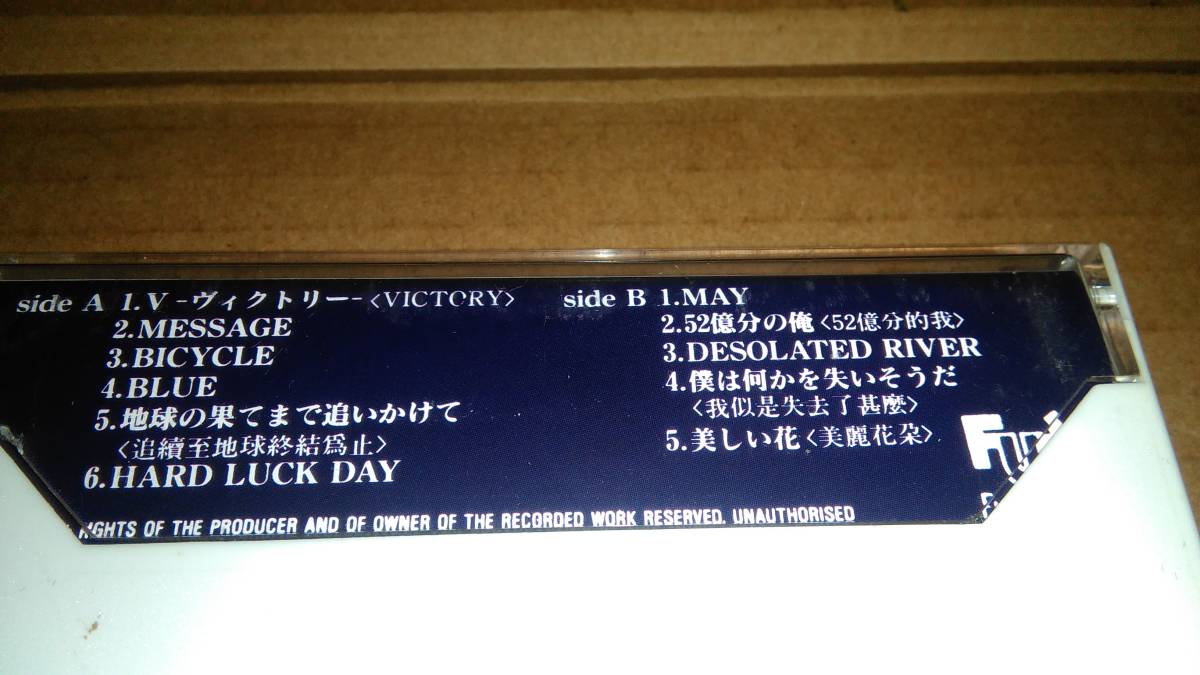 side A 1.V -ヴィクトリー-<VICTORY>
2.MESSAGE
3.BICYCLE
4.BLUE
5.地球の果てまで追いかけて
<追續至地球終結爲止>
6.HARD LUCK DAY
side B 1.MAY
2.52億分の俺<52億分的我>
3.DESOLATED RIVER
4.僕は何かを失いそうだ
<我似是失去了甚麼>
5.美しい花<美麗花朵>
OF THE PRODUCER AND OF OWNER OF THE RECORDED WORK RESERVED. UNAUTHORISED